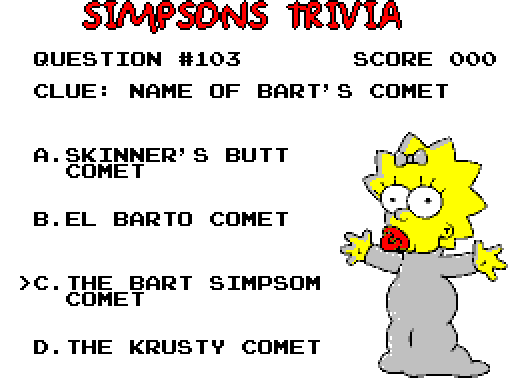 SIMPSONS TRIVIA
QUESTION #103 SCORE 000
CLUE: NAME OF BART'S COMET
A.SKINNER'S BUTT
COMET
B.EL BARTO COMET
>C.THE BART SIMPSOM
COMET
D.THE KRUSTY COMET